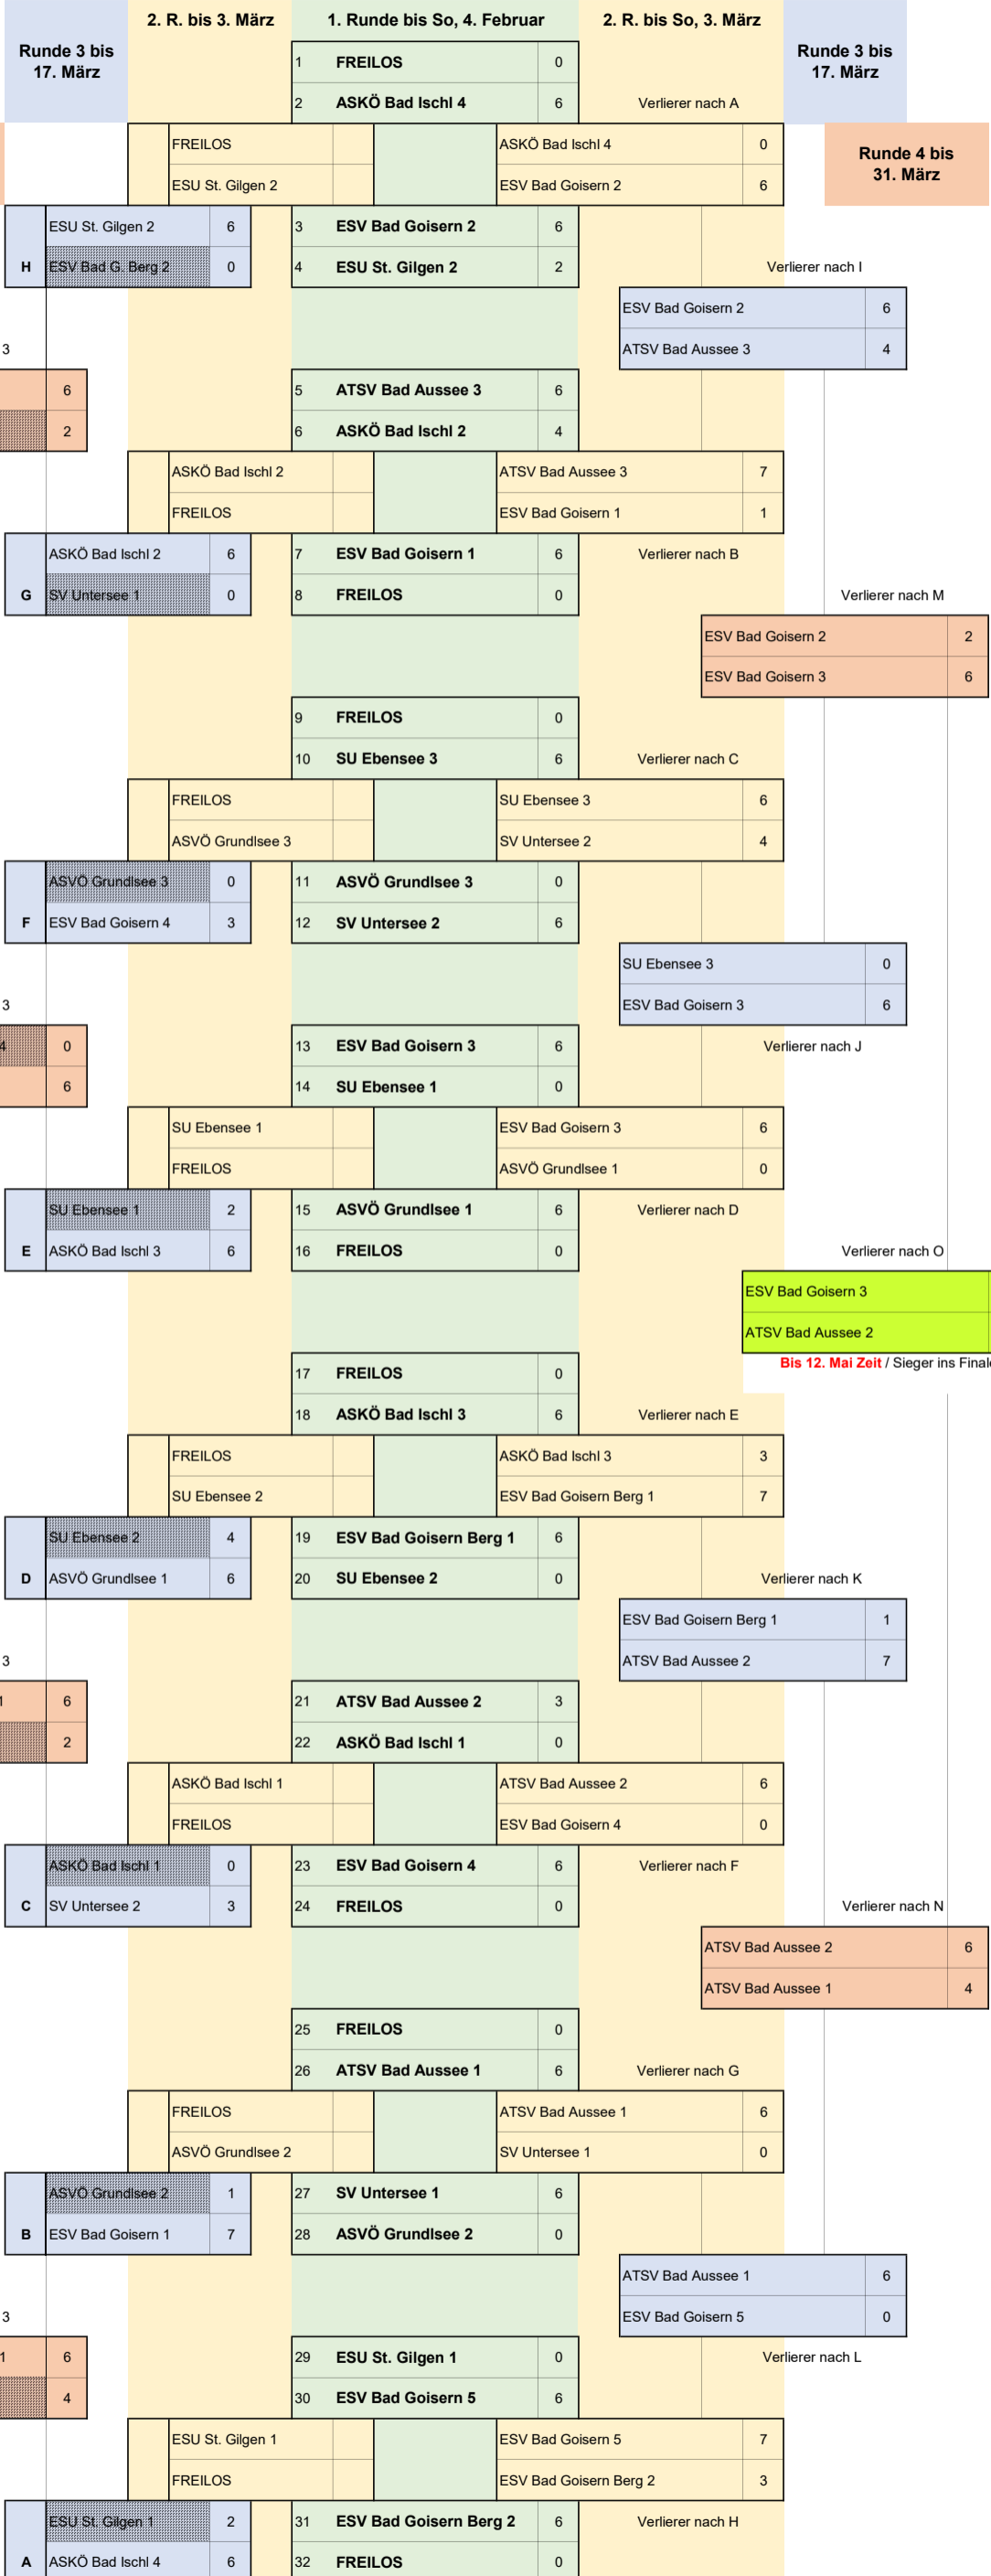 2. R. bis 3. März 1. Runde bis So, 4. Februar 2. R. bis So, 3. März
Runde 3 bis
17. März
Runde 3 bis
17. März
1 FREILOS 0
2 ASKÖ Bad Ischl 4 6 Verlierer nach A
Runde 4 bis
31. März
FREILOS ASKÖ Bad Ischl 4 0
ESU St. Gilgen 2 ESV Bad Goisern 2 6
ESU St. Gilgen 2 6 3 ESV Bad Goisern 2 6
H ESV Bad G. Berg 2 0 4 ESU St. Gilgen 2 2 Verlierer nach I
ESV Bad Goisern 2 6
3 ATSV Bad Aussee 3 4
6 5 ATSV Bad Aussee 3 6
2 6 ASKÖ Bad Ischl 2 4
ASKÖ Bad Ischl 2 ATSV Bad Aussee 3 7
FREILOS ESV Bad Goisern 1 1
ASKÖ Bad Ischl 2 6 7 ESV Bad Goisern 1 6 Verlierer nach B
G SV Untersee 1 0 8 FREILOS 0 Verlierer nach M
ESV Bad Goisern 2 2
ESV Bad Goisern 3 6
9 FREILOS 0
10 SU Ebensee 3 6 Verlierer nach C
FREILOS SU Ebensee 3 6
ASVÖ Grundlsee 3 SV Untersee 2 4
ASVÖ Grundlsee 3 0 11 ASVÖ Grundlsee 3 0
F ESV Bad Goisern 4 3 12 SV Untersee 2 6
SU Ebensee 3 0
3 ESV Bad Goisern 3 6
4 0 13 ESV Bad Goisern 3 6 Verlierer nach J
6 14 SU Ebensee 1 0
SU Ebensee 1 ESV Bad Goisern 3 6
FREILOS ASVÖ Grundlsee 1 0
SU Ebensee 1 2 15 ASVÖ Grundlsee 1 6 Verlierer nach D
E ASKÖ Bad Ischl 3 6 16 FREILOS 0 Verlierer nach O
ESV Bad Goisern 3
ATSV Bad Aussee 2
17 FREILOS 0 Bis 12. Mai Zeit / Sieger ins Finale
18 ASKÖ Bad Ischl 3 6 Verlierer nach E
FREILOS ASKÖ Bad Ischl 3 3
SU Ebensee 2 ESV Bad Goisern Berg 1 7
SU Ebensee 2 4 19 ESV Bad Goisern Berg 1 6
D ASVÖ Grundlsee 1 6 20 SU Ebensee 2 0 Verlierer nach K
ESV Bad Goisern Berg 1 1
3 ATSV Bad Aussee 2 7
1 6 21 ATSV Bad Aussee 2 3
2 22 ASKÖ Bad Ischl 1 0
ASKÖ Bad Ischl 1 ATSV Bad Aussee 2 6
FREILOS ESV Bad Goisern 4 0
ASKÖ Bad Ischl 1 0 23 ESV Bad Goisern 4 6 Verlierer nach F
C SV Untersee 2 3 24 FREILOS 0 Verlierer nach N
ATSV Bad Aussee 2 6
ATSV Bad Aussee 1 4
25 FREILOS 0
26 ATSV Bad Aussee 1 6 Verlierer nach G
FREILOS ATSV Bad Aussee 1 6
ASVÖ Grundlsee 2 SV Untersee 1 0
ASVÖ Grundlsee 2 1 27 SV Untersee 1 6
B ESV Bad Goisern 1 7 28 ASVÖ Grundlsee 2 0
ATSV Bad Aussee 1 6
3 ESV Bad Goisern 5 0
1 6 29 ESU St. Gilgen 1 0 Verlierer nach L
4 30 ESV Bad Goisern 5 6
ESU St. Gilgen 1 ESV Bad Goisern 5 7
FREILOS ESV Bad Goisern Berg 2 3
ESU St. Gilgen 1 2 31 ESV Bad Goisern Berg 2 6 Verlierer nach H
A ASKÖ Bad Ischl 4 6 32 FREILOS 0